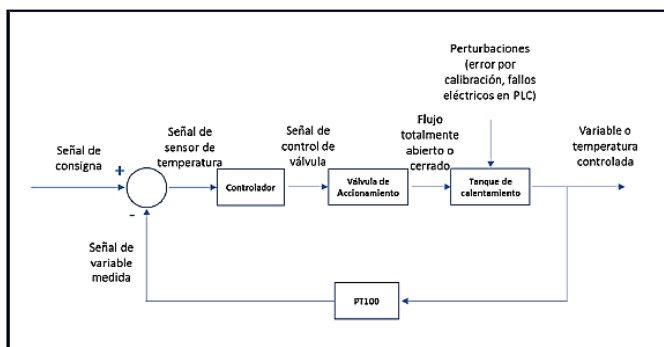 Perturbaciones
(error por
calibración, fallos
eléctricos en PLC)
Señal de
consigna
+
-
Señal de
sensor de
temperatura
Señal de
control de
válvula
Flujo
totalmente
abierto o
cerrado
Variable o
temperatura
controlada
Controlador
Válvula de
Accionamiento
Tanque de
calentamiento
Señal de
variable
medida
PT100